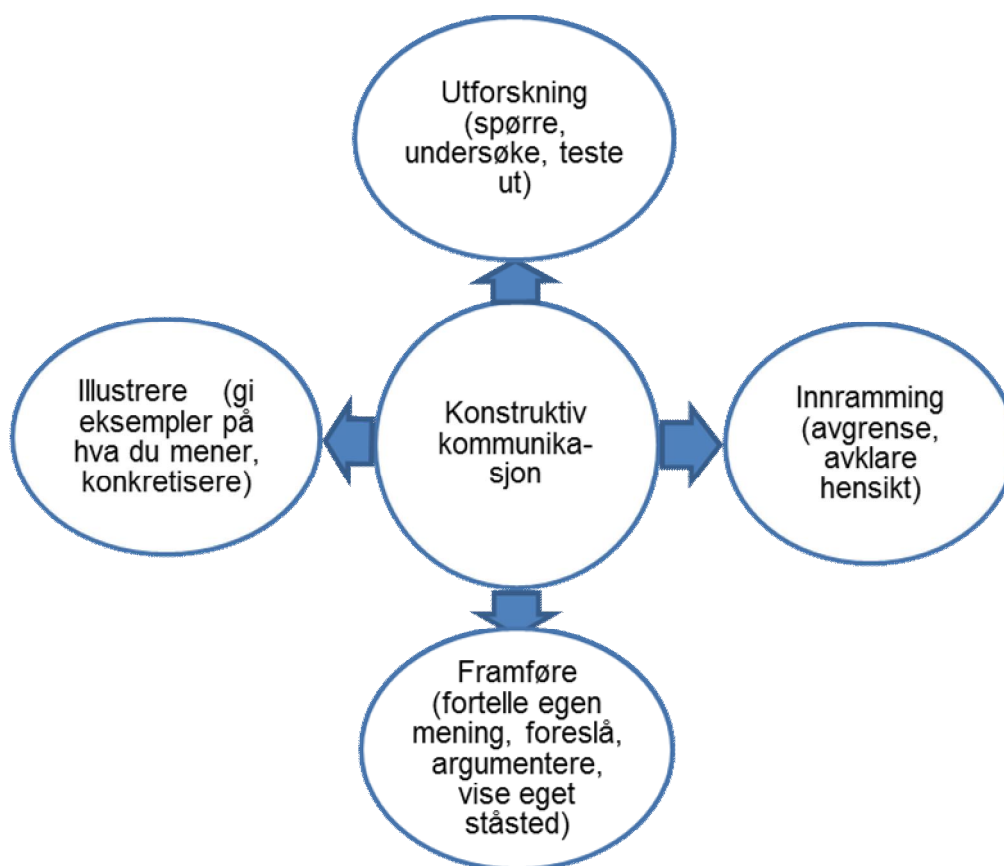 Utforskning
(spørre,
undersøke, teste
ut)
Illustrere (gi
eksempler på
hva du mener,
konkretisere)
Konstruktiv
kommunika-
sjon
Innramming
(avgrense,
avklare
hensikt)
Framføre
(fortelle egen
mening, foreslå,
argumentere,
vise eget
ståsted)